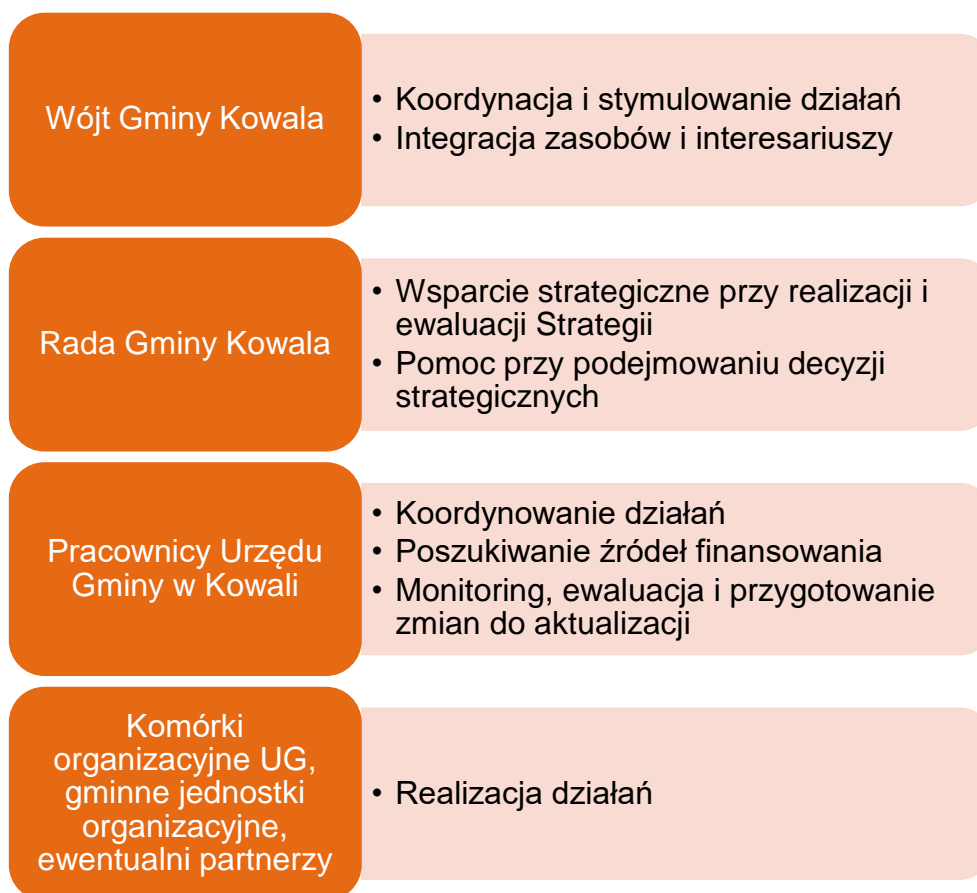 Wójt Gminy Kowala
• Koordynacja i stymulowanie działań
• Integracja zasobów i interesariuszy
Rada Gminy Kowala
• Wsparcie strategiczne przy realizacji i
ewaluacji Strategii
• Pomoc przy podejmowaniu decyzji
strategicznych
Pracownicy Urzędu
Gminy w Kowali
• Koordynowanie działań
• Poszukiwanie źródeł finansowania
• Monitoring, ewaluacja i przygotowanie
zmian do aktualizacji
Komórki
organizacyjne UG,
gminne jednostki
organizacyjne,
ewentualni partnerzy
• Realizacja działań